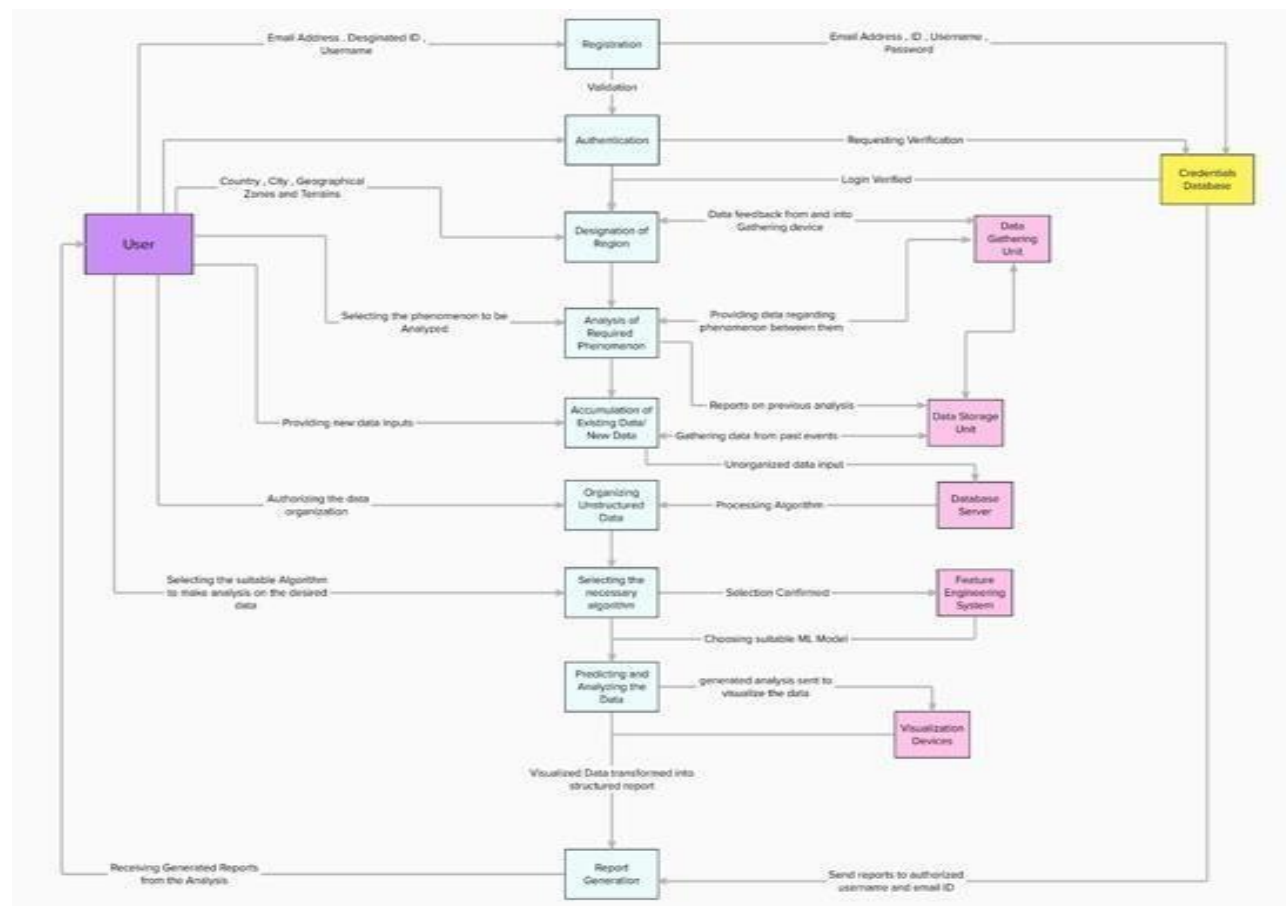 Email Address , Desginated ID ,
Username
Registration
Email Address , ID , Username ,
Password
Validation
Authentication
Requesting Verification
Credentials
Database
Login Verified
Country , City , Geographical
Zones and Terrains
User
Designation of
Region
Data feedback from and into
Gathering device
Data
Gathering
Unit
Selecting the phenomenon to be
Analyzed
Analysis of
Required
Phenomenon
Providing data regarding
phenomenon between them
Reports on previous analysis
Providing new data inputs
Accumulation of
Existing Data/
New Data
Gathering data from past events
Data Storage
Unit
Unorganized data input
Authorizing the data
organization
Organizing
Unstructured
Data
Processing Algorithm
Database
Server
Selecting the suitable Algorithm
to make analysis on the desired
data
Selecting the
necessary
algorithm
Selection Confirmed
Feature
Engineering
System
Choosing suitable ML Model
Predicting and
Analyzing the
Data
generated analysis sent to
visualize the data
Visualization
Devices
Visualized Data transformed into
structured report
Receiving Generated Reports
from the Analysis
Report
Generation
Send reports to authorized
username and email ID